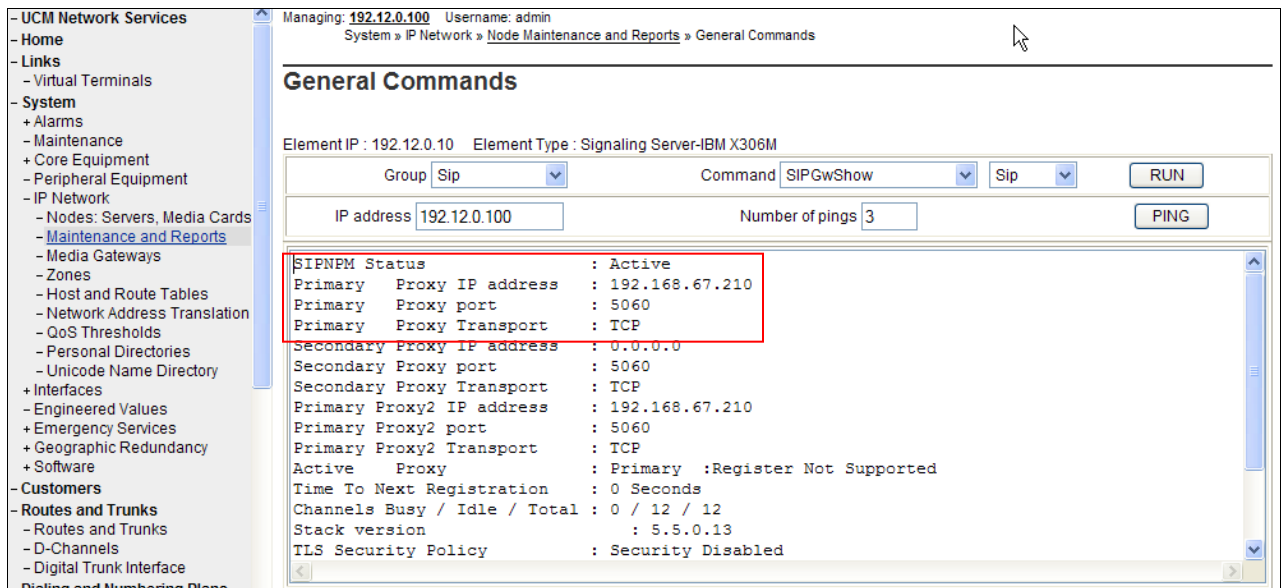 – UCM Network Services
– Home
– Links
– Virtual Terminals
– System
+ Alarms
– Maintenance
+ Core Equipment
– Peripheral Equipment
– IP Network
– Nodes: Servers, Media Cards
– Maintenance and Reports
– Media Gateways
– Zones
– Host and Route Tables
– Network Address Translation
– QoS Thresholds
– Personal Directories
– Unicode Name Directory
+ Interfaces
– Engineered Values
+ Emergency Services
+ Geographic Redundancy
+ Software
– Customers
– Routes and Trunks
– Routes and Trunks
– D-Channels
– Digital Trunk Interface
– Dialing and Numbering Plans
Managing: 192.12.0.100 Username: admin
System » IP Network » Node Maintenance and Reports » General Commands
General Commands
Element IP : 192.12.0.10 Element Type : Signaling Server-IBM X306M
Group Sip Command SIPGwShow Sip RUN
IP address 192.12.0.100 Number of pings 3 PING
SIPNPM Status : Active
Primary Proxy IP address : 192.168.67.210
Primary Proxy port : 5060
Primary Proxy Transport : TCP
Secondary Proxy IP address : 0.0.0.0
Secondary Proxy port : 5060
Secondary Proxy Transport : TCP
Primary Proxy2 IP address : 192.168.67.210
Primary Proxy2 port : 5060
Primary Proxy2 Transport : TCP
Active Proxy : Primary :Register Not Supported
Time To Next Registration : 0 Seconds
Channels Busy / Idle / Total : 0 / 12 / 12
Stack version : 5.5.0.13
TLS Security Policy : Security Disabled